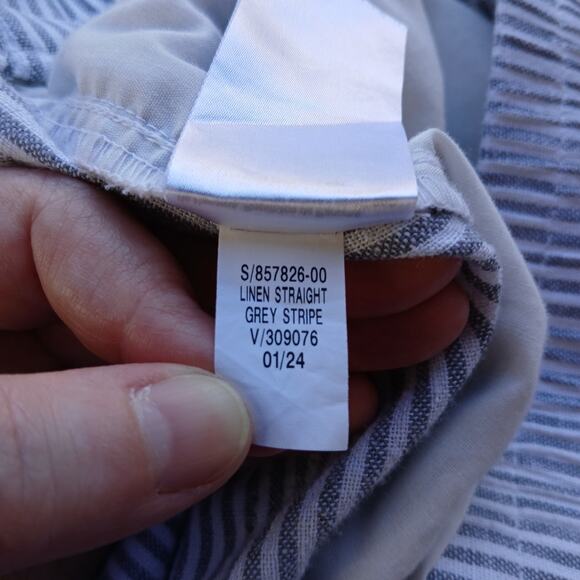 S/857826-00
LINEN STRAIGHT
GREY STRIPE
V/309076
01/24